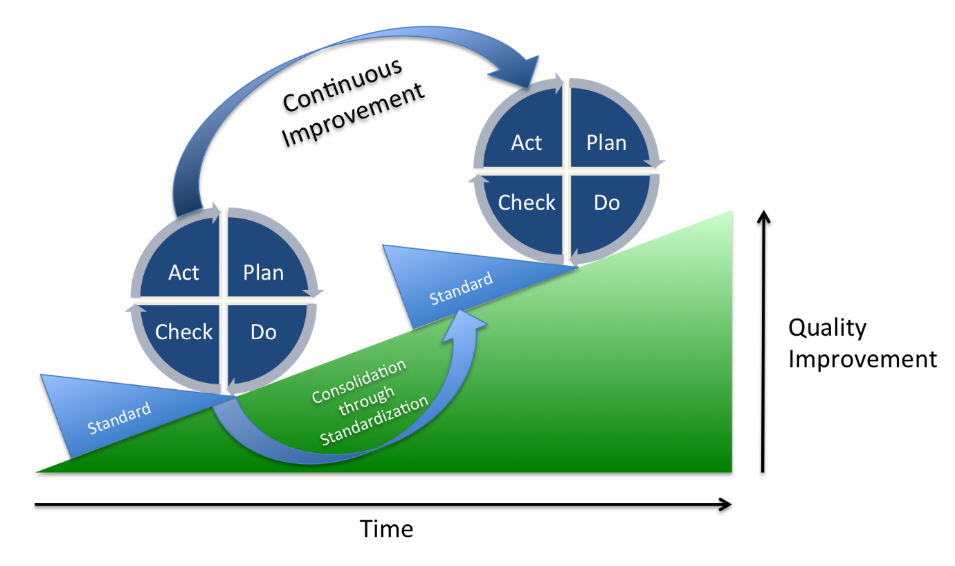 Continuous
Improvement
Act Plan
Check Do
Act Plan
Check Do
Standard
Standard
Consolidation
through
Standardization
Quality
Improvement
Time